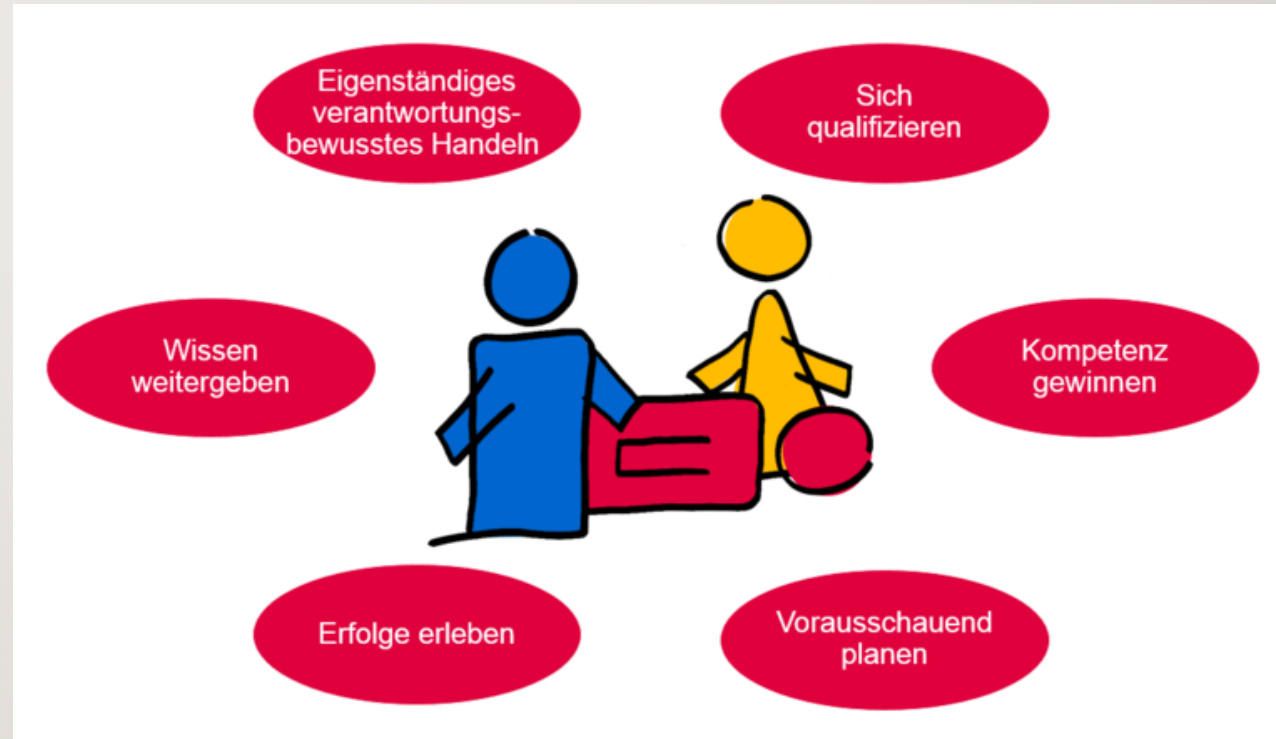 Eigenständiges
verantwortungs-
bewusstes Handeln
Sich
qualifizieren
Wissen
weitergeben
Kompetenz
gewinnen
Erfolge erleben
Vorausschauend
planen